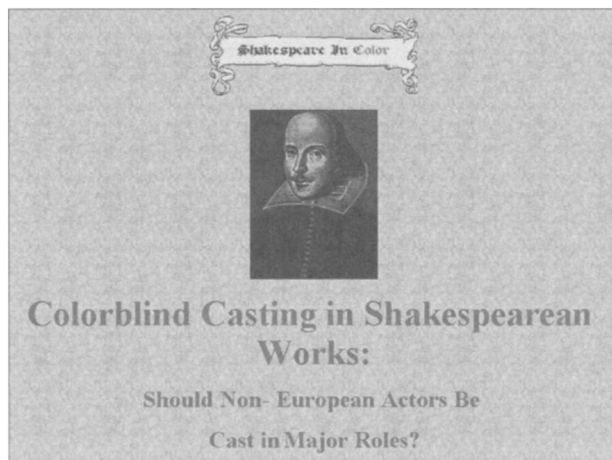 Shakespeare In Color
Colorblind Casting in Shakespearean
Works:
Should Non- European Actors Be
Cast in Major Roles?